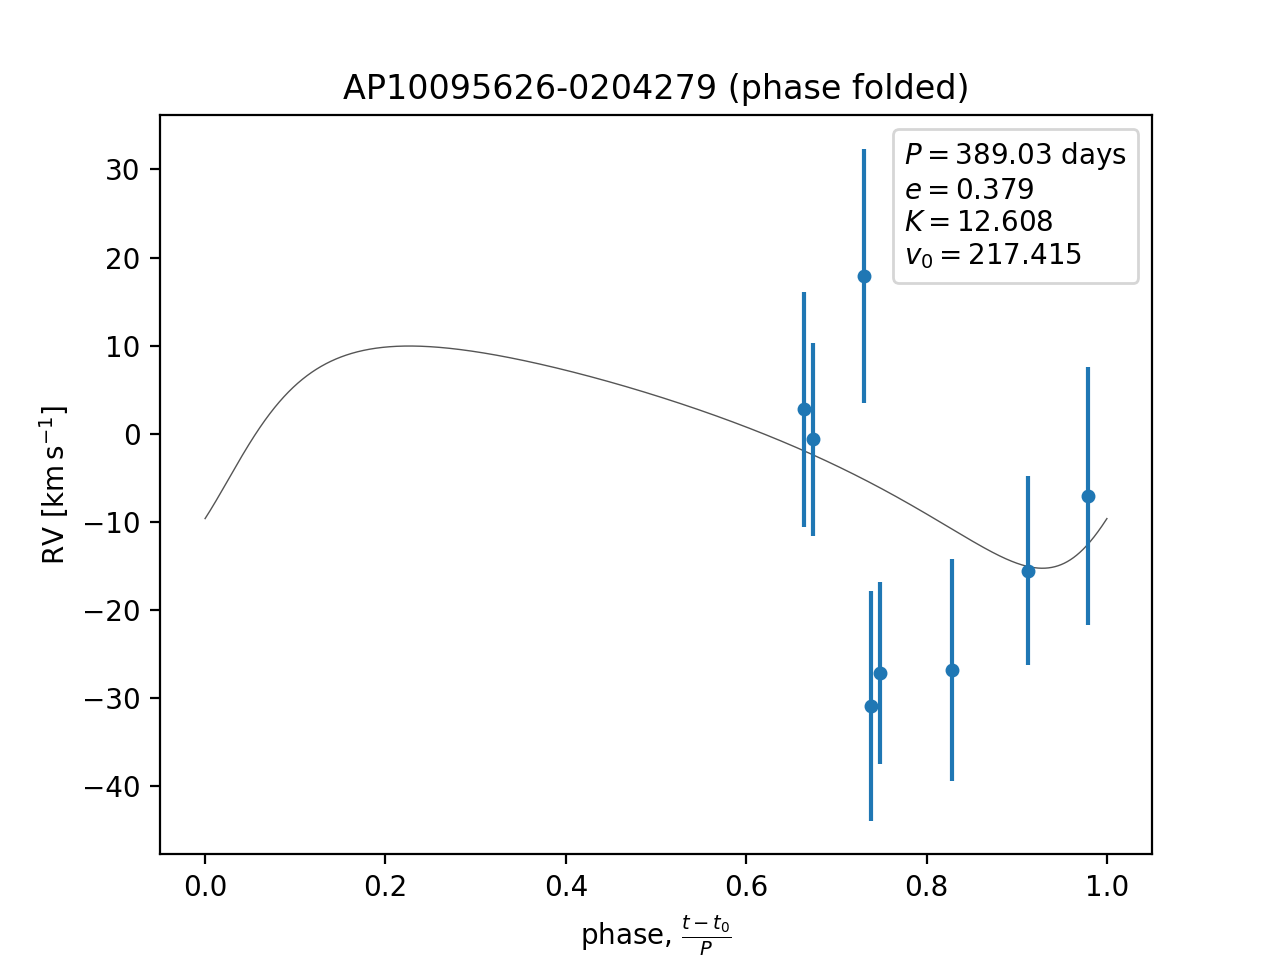 AP10095626-0204279 (phase folded)
P = 389.03 days
e = 0.379
K = 12.608
v₀ = 217.415
30
20
10
0
−10
−20
−30
−40
RV [km s⁻¹]
0.0 0.2 0.4 0.6 0.8 1.0
phase, (t − t₀)/P